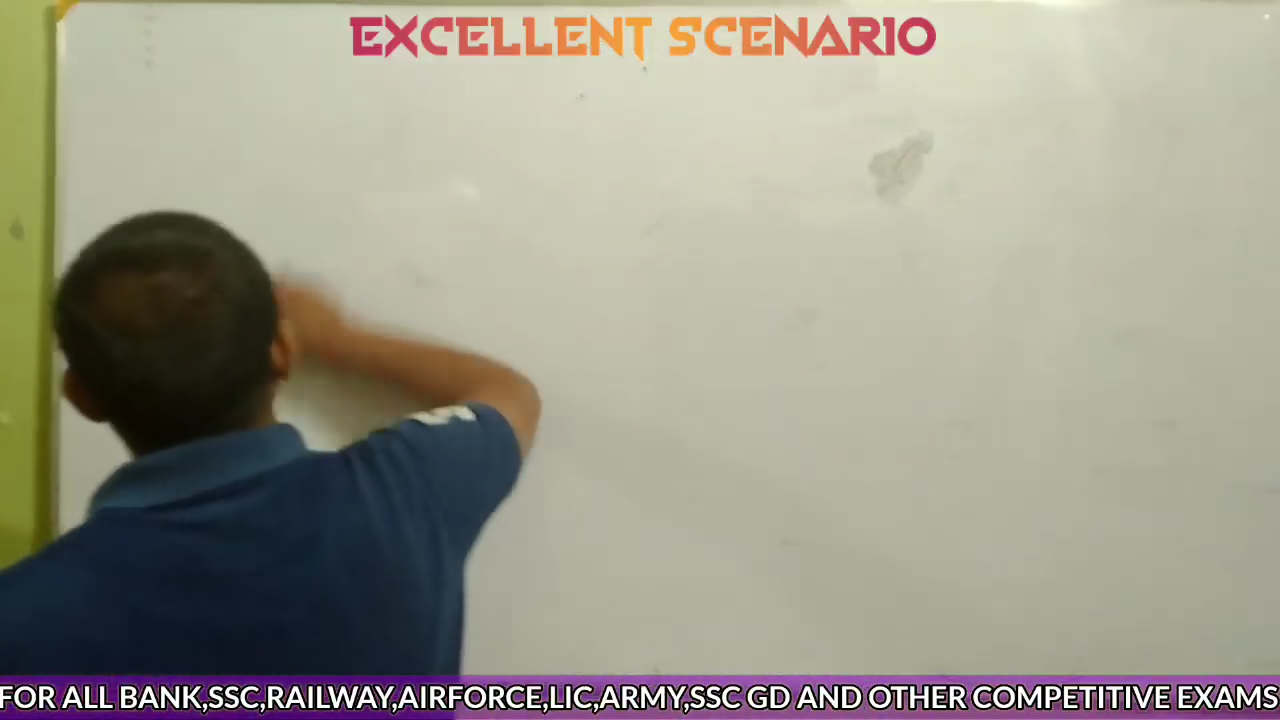 EXCELLENT SCENARIO
FOR ALL BANK,SSC,RAILWAY,AIRFORCE,LIC,ARMY,SSC GD AND OTHER COMPETITIVE EXAMS